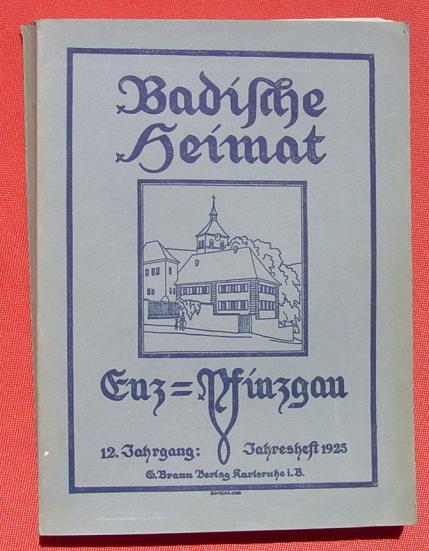 Badische
Heimat
Enz=Pfinzgau
12. Jahrgang: Jahresheft 1925
G. Braun Verlag Karlsruhe i. B.